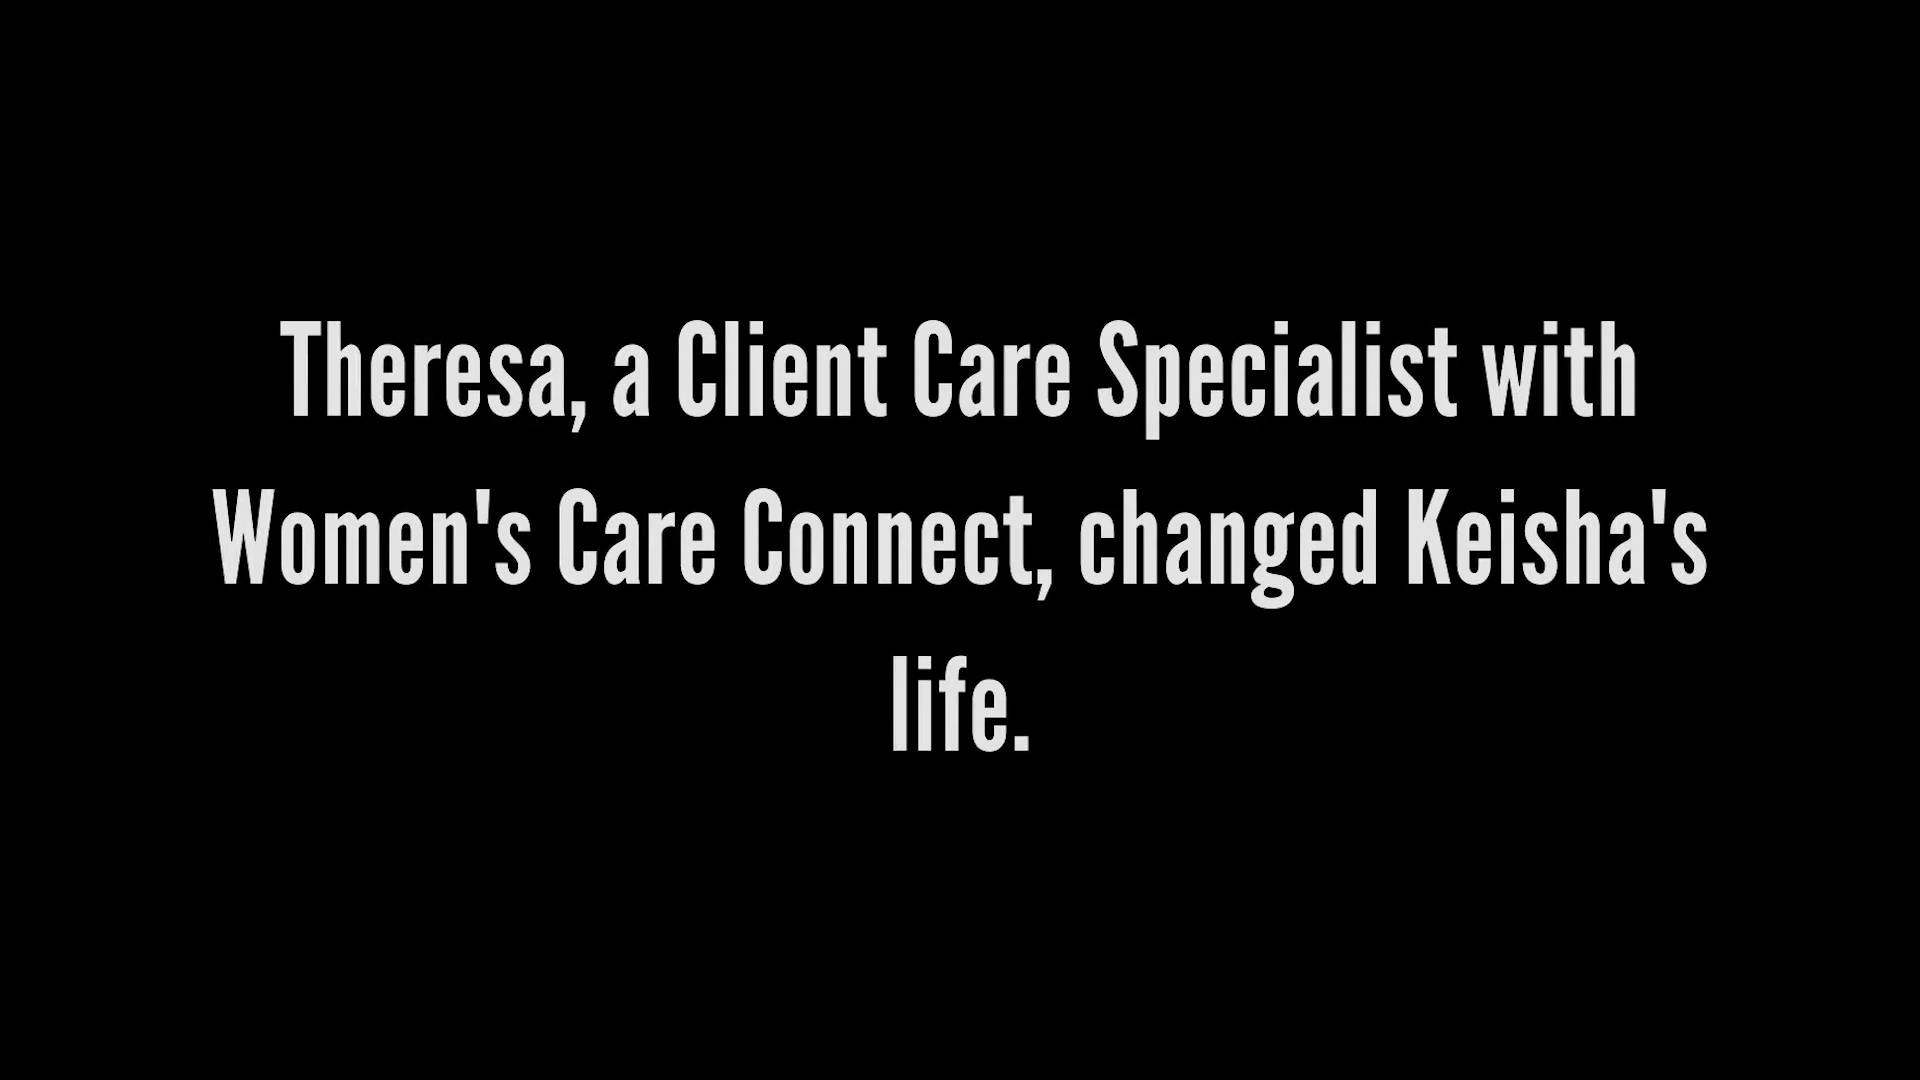 Theresa, a Client Care Specialist with
Women's Care Connect, changed Keisha's
life.